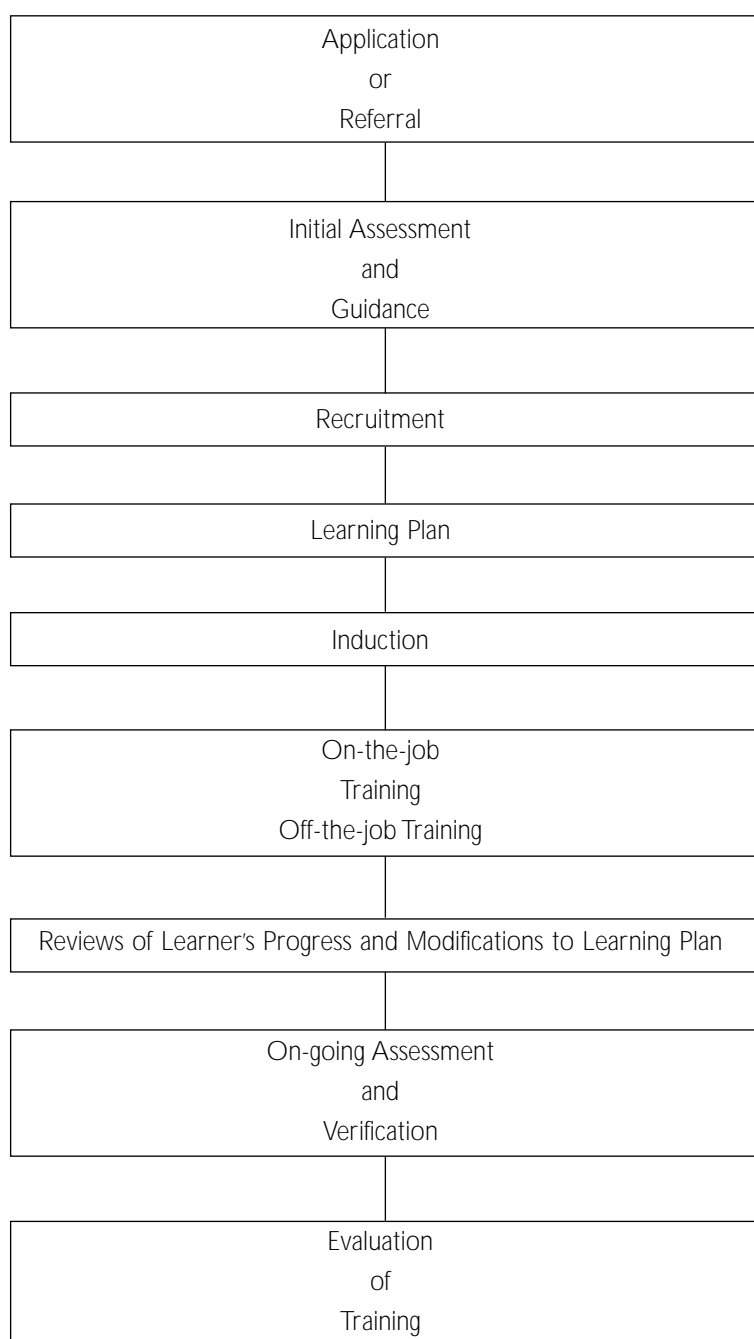 Application
or
Referral
Initial Assessment
and
Guidance
Recruitment
Learning Plan
Induction
On-the-job
Training
Off-the-job Training
Reviews of Learner’s Progress and Modifications to Learning Plan
On-going Assessment
and
Verification
Evaluation
of
Training